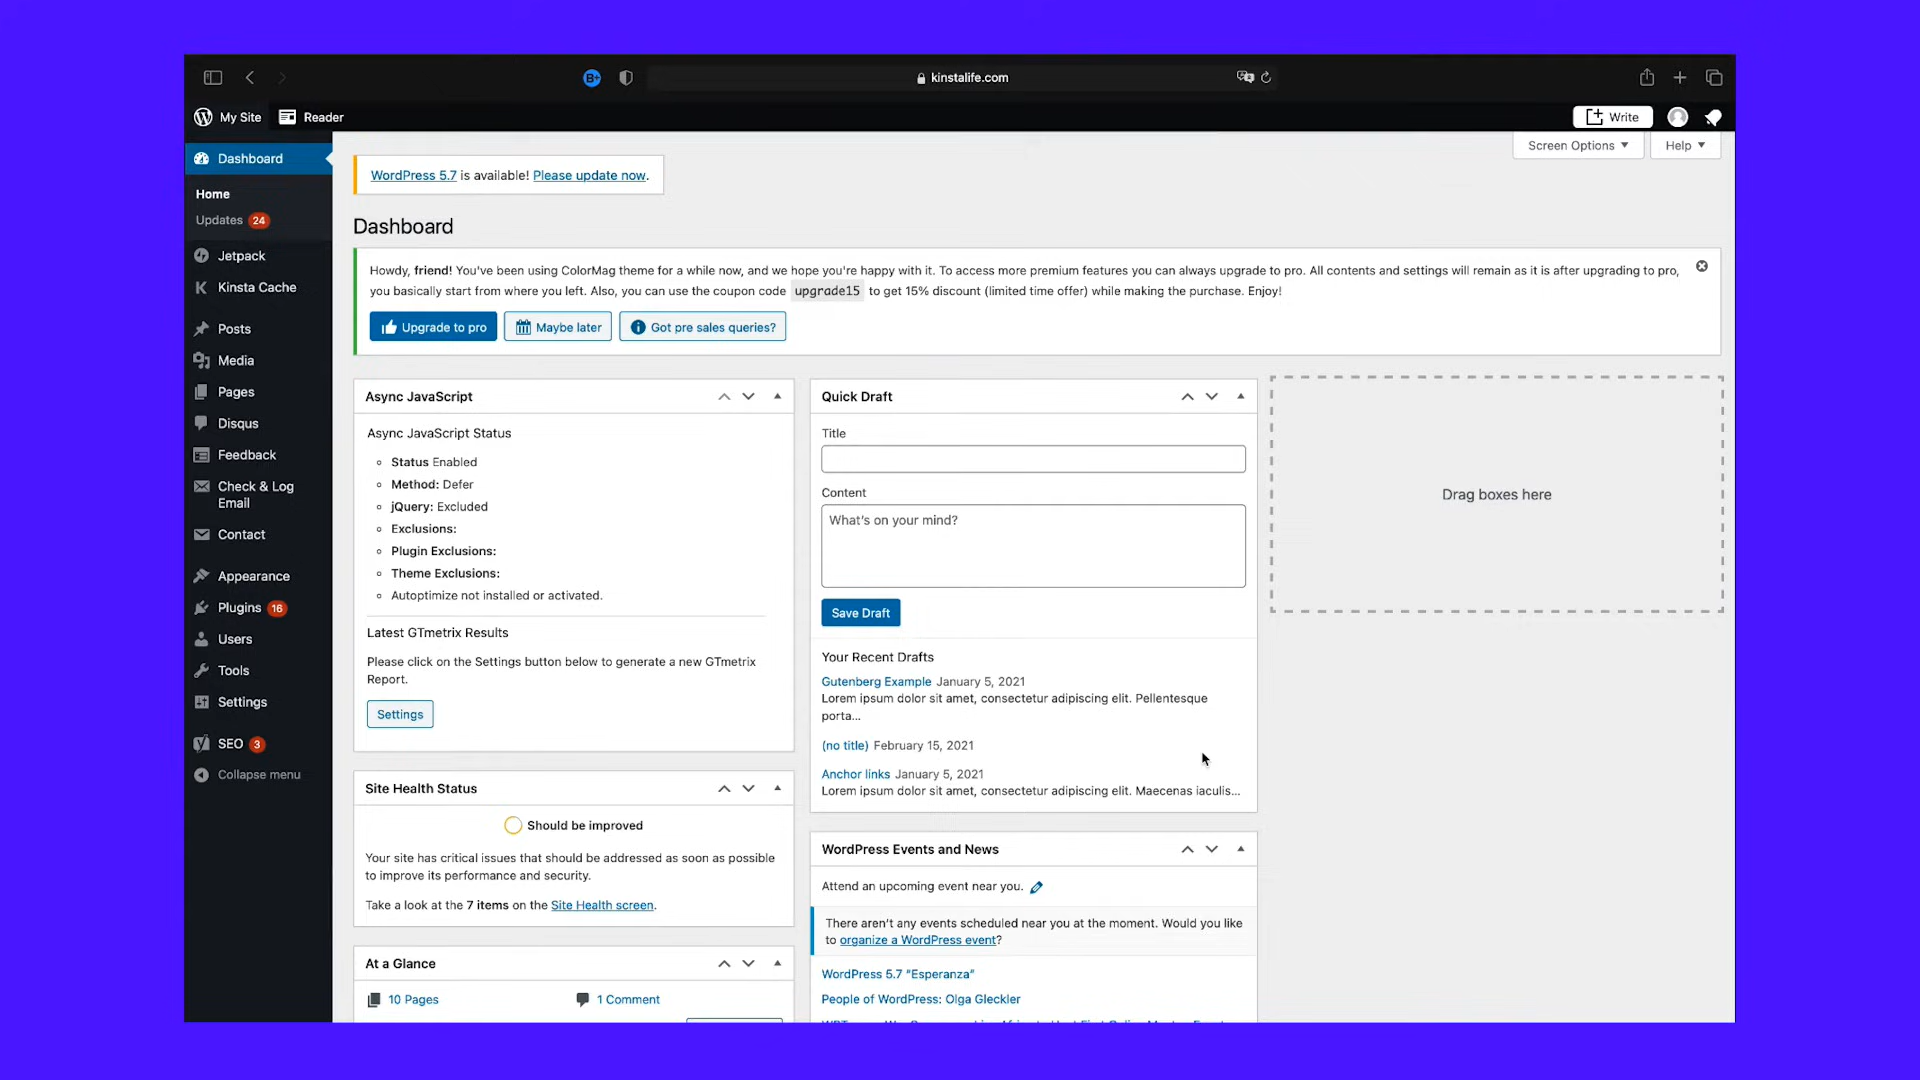 kinstalife.com
My Site
Reader
Write
Dashboard
Home
Updates 24
Jetpack
Kinsta Cache
Posts
Media
Pages
Disqus
Feedback
Check & Log
Email
Contact
Appearance
Plugins 16
Users
Tools
Settings
SEO 3
Collapse menu
Screen Options
Help
WordPress 5.7 is available! Please update now.
Dashboard
Howdy, friend! You've been using ColorMag theme for a while now, and we hope you're happy with it. To access more premium features you can always upgrade to pro. All contents and settings will remain as it is after upgrading to pro,
you basically start from where you left. Also, you can use the coupon code upgrade15 to get 15% discount (limited time offer) while making the purchase. Enjoy!
Upgrade to pro
Maybe later
Got pre sales queries?
Async JavaScript
Async JavaScript Status
Status Enabled
Method: Defer
jQuery: Excluded
Exclusions:
Plugin Exclusions:
Theme Exclusions:
Autoptimize not installed or activated.
Latest GTmetrix Results
Please click on the Settings button below to generate a new GTmetrix
Report.
Settings
Site Health Status
Should be improved
Your site has critical issues that should be addressed as soon as possible
to improve its performance and security.
Take a look at the 7 items on the Site Health screen.
At a Glance
10 Pages
1 Comment
Quick Draft
Title
Content
What's on your mind?
Save Draft
Your Recent Drafts
Gutenberg Example January 5, 2021
Lorem ipsum dolor sit amet, consectetur adipiscing elit. Pellentesque
porta…
(no title) February 15, 2021
Anchor links January 5, 2021
Lorem ipsum dolor sit amet, consectetur adipiscing elit. Maecenas iaculis…
WordPress Events and News
Attend an upcoming event near you.
There aren't any events scheduled near you at the moment. Would you like
to organize a WordPress event?
WordPress 5.7 "Esperanza"
People of WordPress: Olga Gleckler
Drag boxes here